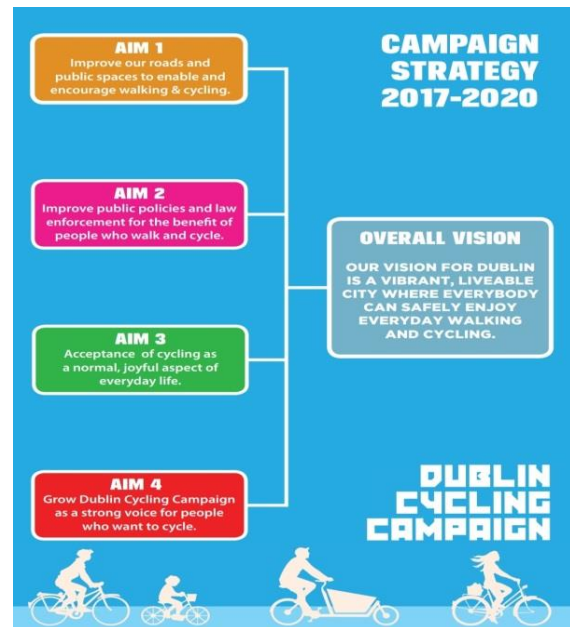 AIM 1
Improve our roads and
public spaces to enable and
encourage walking & cycling.
CAMPAIGN
STRATEGY
2017-2020
AIM 2
Improve public policies and law
enforcement for the benefit of
people who walk and cycle.
OVERALL VISION
OUR VISION FOR DUBLIN
IS A VIBRANT, LIVEABLE
CITY WHERE EVERYBODY
CAN SAFELY ENJOY
EVERYDAY WALKING
AND CYCLING.
AIM 3
Acceptance of cycling as
a normal, joyful aspect of
everyday life.
AIM 4
Grow Dublin Cycling Campaign
as a strong voice for people
who want to cycle.
DUBLIN
CYCLING
CAMPAIGN